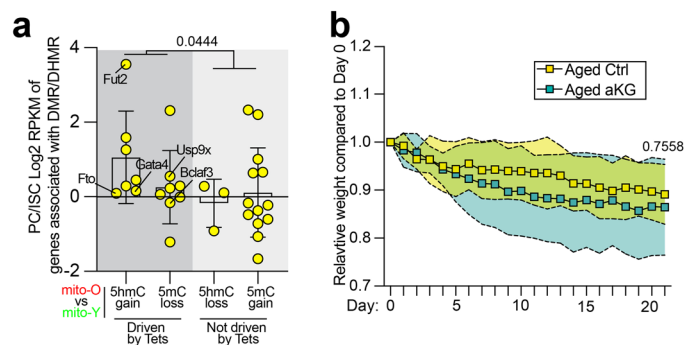 a
PC/ISC Log2 RPKM of
genes associated with DMR/DHMR
4
2
0
-2
0.0444
Fut2
Fto
Gata4
Usp9x
Bclaf3
mito-O
vs
mito-Y
5hmC
gain
5mC
loss
5hmC
loss
5mC
gain
Driven
by Tets
Not driven
by Tets
b
Relavtive weight compared to Day 0
1.2
1.1
1.0
0.9
0.8
0.7
Aged Ctrl
Aged aKG
0.7558
Day: 0 5 10 15 20